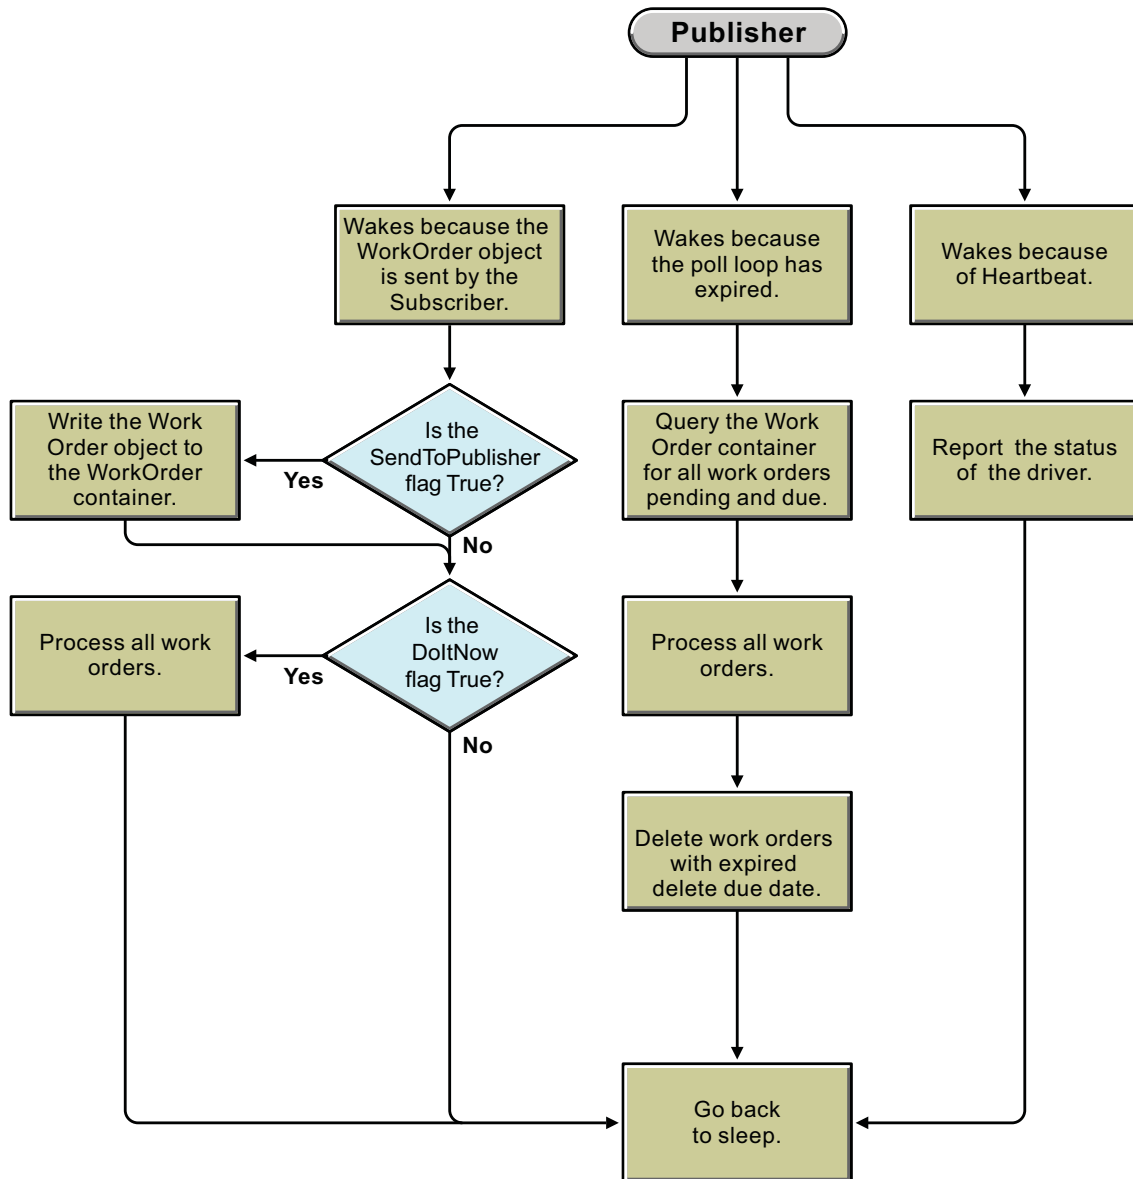 Publisher
Wakes because the
WorkOrder object
is sent by the
Subscriber.
Wakes because
the poll loop has
expired.
Wakes because
of Heartbeat.
Write the Work
Order object to
the WorkOrder
container.
Yes
Is the
SendToPublisher
flag True?
No
Query the Work
Order container
for all work orders
pending and due.
Report the status
of the driver.
Process all work
orders.
Yes
Is the
DoItNow
flag True?
No
Process all work
orders.
Delete work orders
with expired
delete due date.
Go back
to sleep.